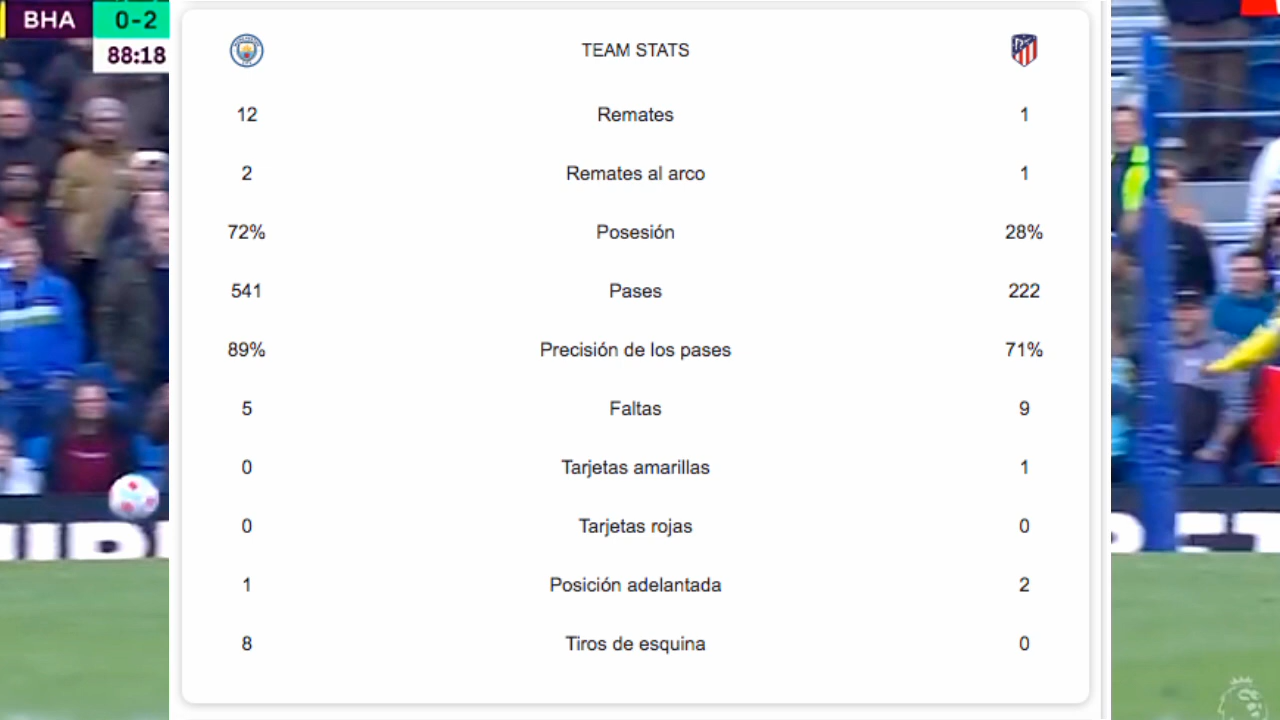 BHA 0-2
88:18
TEAM STATS
12 Remates 1
2 Remates al arco 1
72% Posesión 28%
541 Pases 222
89% Precisión de los pases 71%
5 Faltas 9
0 Tarjetas amarillas 1
0 Tarjetas rojas 0
1 Posición adelantada 2
8 Tiros de esquina 0